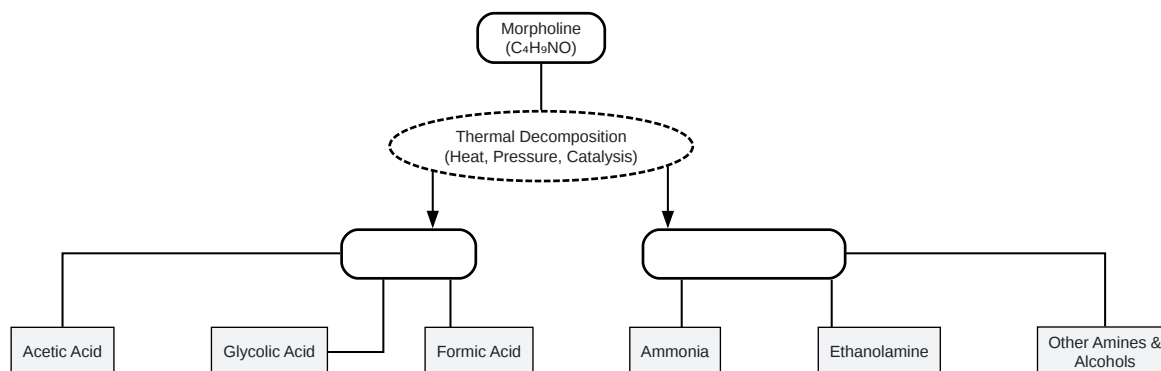 Morpholine
(C₄H₉NO)
Thermal Decomposition
(Heat, Pressure, Catalysis)
Acetic Acid
Glycolic Acid
Formic Acid
Ammonia
Ethanolamine
Other Amines &
Alcohols